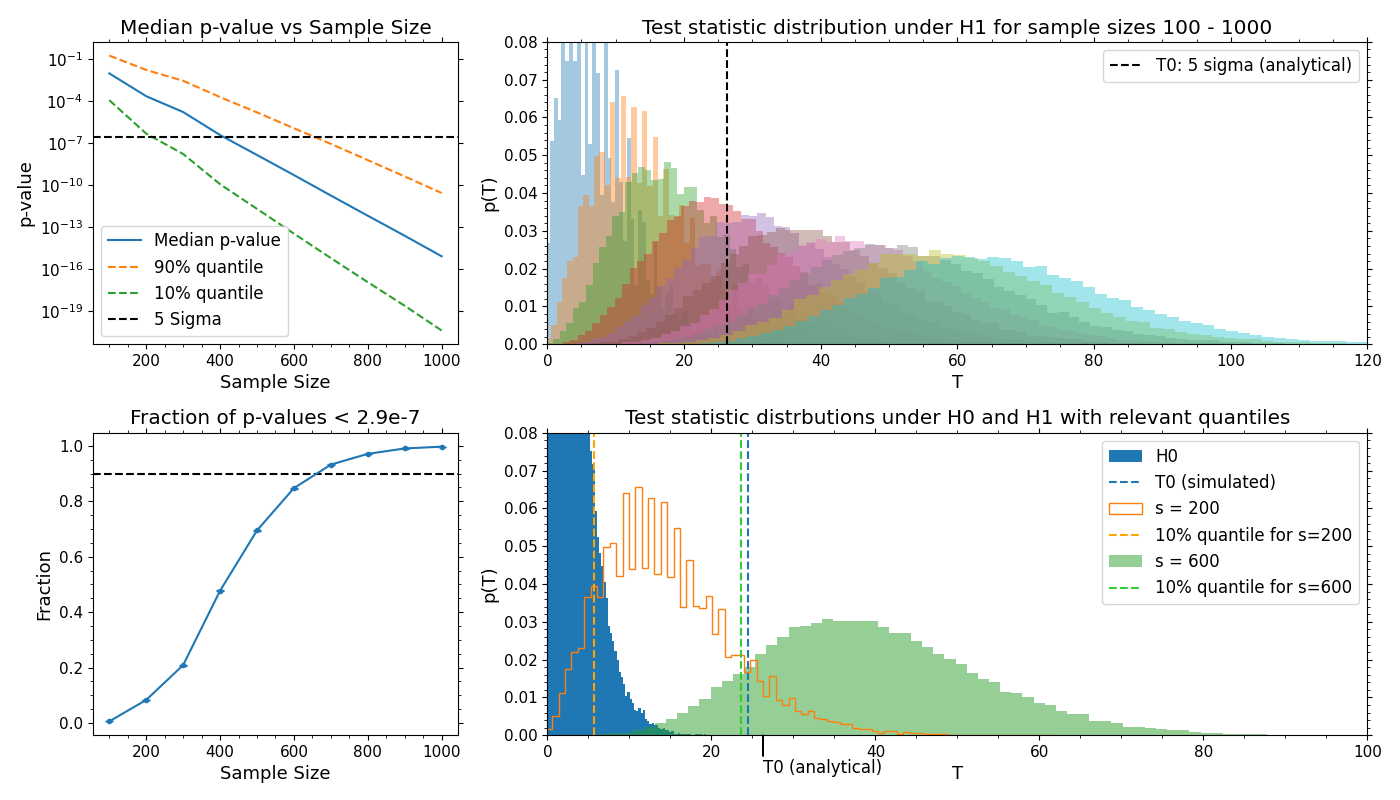 Median p-value vs Sample Size
10⁻¹
10⁻⁴
10⁻⁷
10⁻¹⁰
10⁻¹³
10⁻¹⁶
10⁻¹⁹
p-value
Median p-value
90% quantile
10% quantile
5 Sigma
200 400 600 800 1000
Sample Size
Test statistic distribution under H1 for sample sizes 100 - 1000
0.08
0.07
0.06
0.05
0.04
0.03
0.02
0.01
0.00
p(T)
T0: 5 sigma (analytical)
0 20 40 60 80 100 120
T
Fraction of p-values < 2.9e-7
1.0
0.8
0.6
0.4
0.2
0.0
Fraction
200 400 600 800 1000
Sample Size
Test statistic distrbutions under H0 and H1 with relevant quantiles
0.08
0.07
0.06
0.05
0.04
0.03
0.02
0.01
0.00
p(T)
H0
T0 (simulated)
s = 200
10% quantile for s=200
s = 600
10% quantile for s=600
0 20 40 60 80 100
T0 (analytical)
T